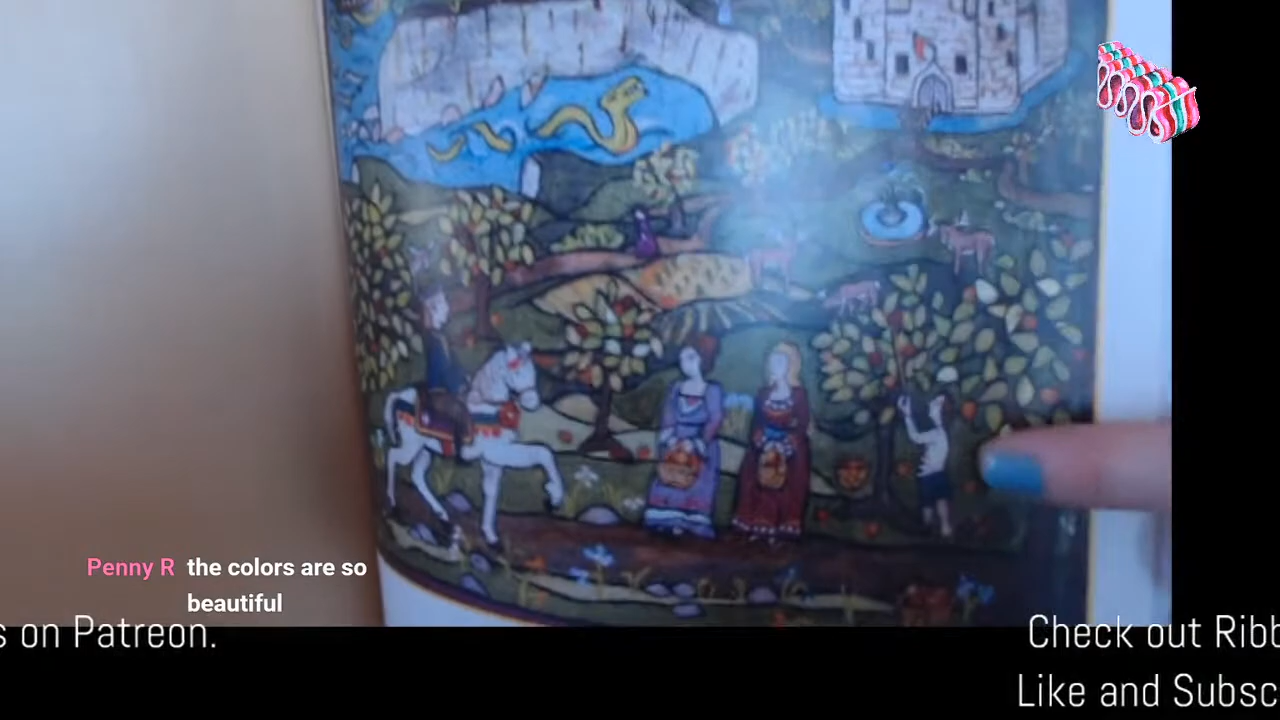 Penny R the colors are so
beautiful
s on Patreon.
Check out Ribb
Like and Subsc